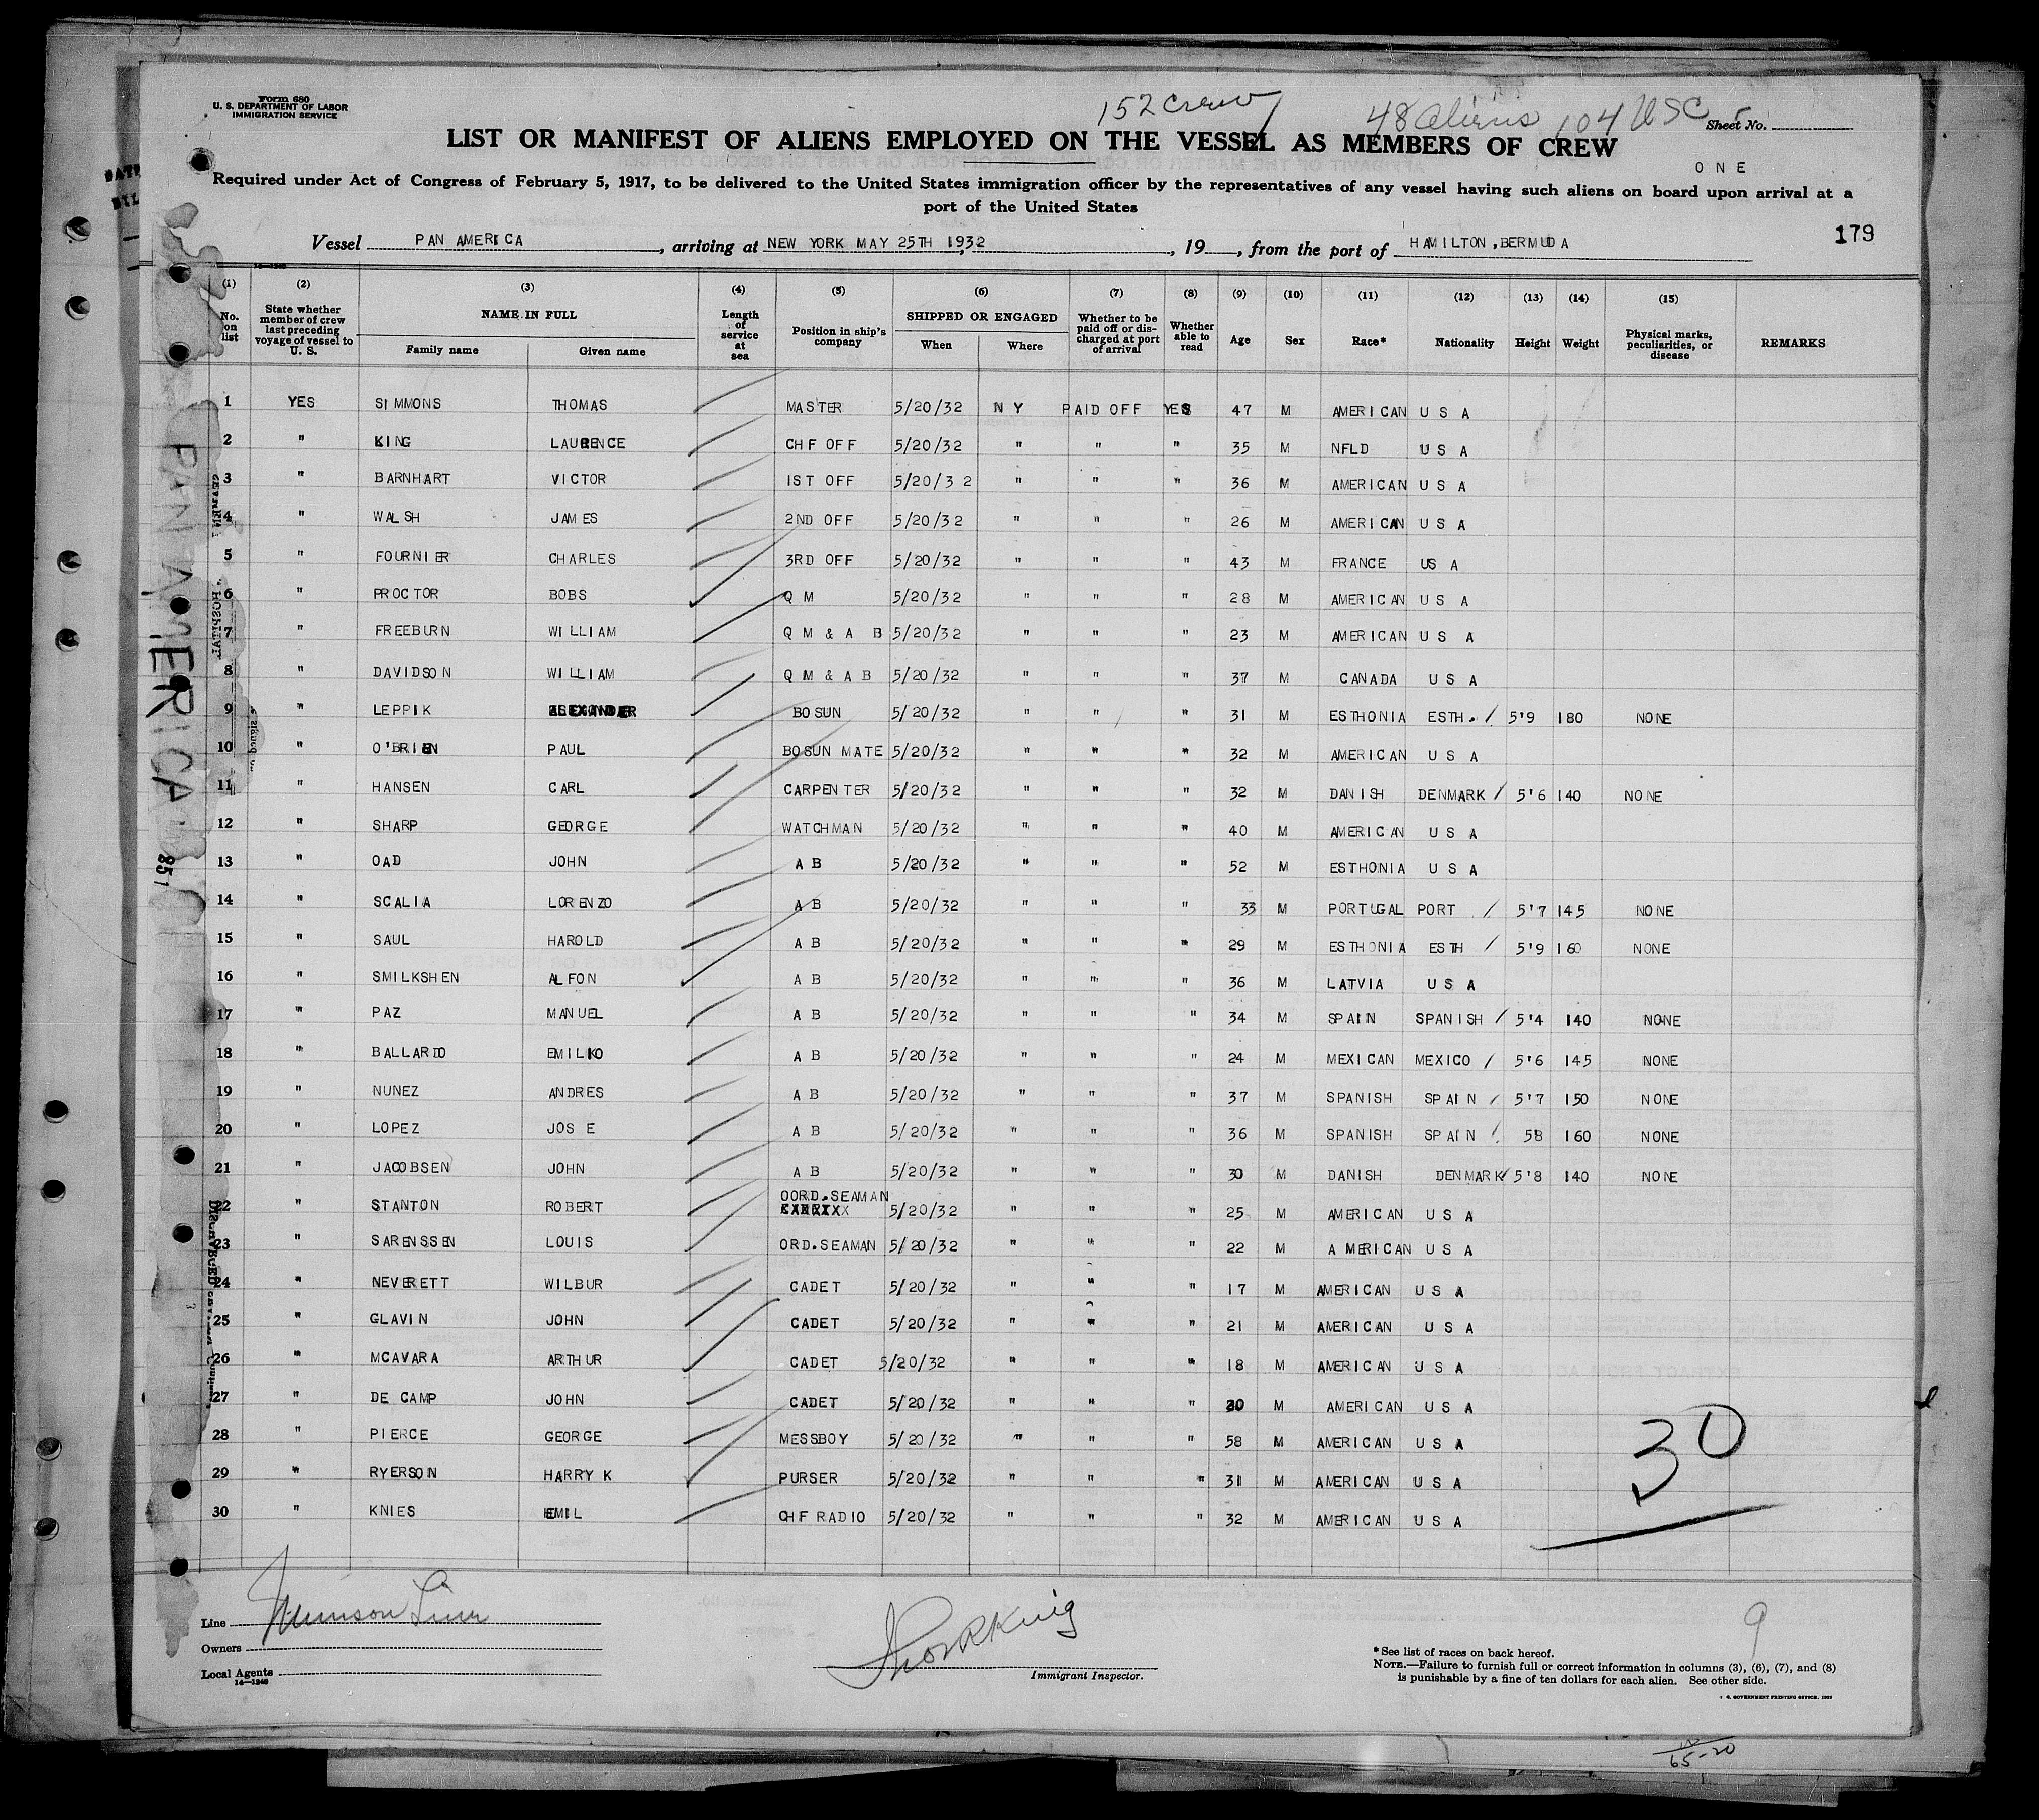 Form 680
U. S. DEPARTMENT OF LABOR
IMMIGRATION SERVICE
152 Crew 48 Aliens 104 USC
Sheet No.
LIST OR MANIFEST OF ALIENS EMPLOYED ON THE VESSEL AS MEMBERS OF CREW
ONE
Required under Act of Congress of February 5, 1917, to be delivered to the United States immigration officer by the representatives of any vessel having such aliens on board upon arrival at a
port of the United States
Vessel PAN AMERICA, arriving at NEW YORK MAY 25TH 1932, 19, from the port of HAMILTON, BERMUDA
179
(1) (2) (3) (4) (5) (6) (7) (8) (9) (10) (11) (12) (13) (14) (15)
No. on list State whether member of crew last preceding voyage of vessel to U. S. NAME IN FULL Family name Given name Length of service at sea Position in ship's company SHIPPED OR ENGAGED When Where Whether to be paid off or discharged at port of arrival Whether able to read Age Sex Race* Nationality Height Weight Physical marks, peculiarities, or disease REMARKS
1 YES SIMMONS THOMAS MASTER 5/20/32 N Y PAID OFF YES 47 M AMERICAN U S A
2 " KING LAURENCE CHF OFF 5/20/32 " " " 35 M NFLD U S A
3 " BARNHART VICTOR 1ST OFF 5/20/32 " " " 36 M AMERICAN U S A
4 " WALSH JAMES 2ND OFF 5/20/32 " " " 26 M AMERICAN U S A
5 " FOURNIER CHARLES 3RD OFF 5/20/32 " " " 43 M FRANCE US A
6 " PROCTOR BOBS Q M 5/20/32 " " " 28 M AMERICAN U S A
7 " FREEBURN WILLIAM Q M & A B 5/20/32 " " " 23 M AMERICAN U S A
8 " DAVIDSON WILLIAM Q M & A B 5/20/32 " " " 37 M CANADA U S A
9 " LEPPIK ALEXANDER BOSUN 5/20/32 " " " 31 M ESTHONIA ESTH. / 5'9 180 NONE
10 " O'BRIEN PAUL BOSUN MATE 5/20/32 " " " 32 M AMERICAN U S A
11 " HANSEN CARL CARPENTER 5/20/32 " " " 32 M DANISH DENMARK / 5'6 140 NONE
12 " SHARP GEORGE WATCHMAN 5/20/32 " " " 40 M AMERICAN U S A
13 " OAD JOHN A B 5/20/32 " " " 52 M ESTHONIA U S A
14 " SCALIA LORENZO A B 5/20/32 " " " 33 M PORTUGAL PORT / 5'7 145 NONE
15 " SAUL HAROLD A B 5/20/32 " " " 29 M ESTHONIA ESTH / 5'9 160 NONE
16 " SMILKSHEN ALFON A B 5/20/32 " " " 36 M LATVIA U S A
17 " PAZ MANUEL A B 5/20/32 " " " 34 M SPAIN SPANISH / 5'4 140 NONE
18 " BALLARDO EMILKO A B 5/20/32 " " " 24 M MEXICAN MEXICO / 5'6 145 NONE
19 " NUNEZ ANDRES A B 5/20/32 " " " 37 M SPANISH SPAIN / 5'7 150 NONE
20 " LOPEZ JOSE A B 5/20/32 " " " 36 M SPANISH SPAIN / 58 160 NONE
21 " JACOBSEN JOHN A B 5/20/32 " " " 30 M DANISH DENMARK / 5'8 140 NONE
22 " STANTON ROBERT OORD.SEAMAN 5/20/32 " " " 25 M AMERICAN U S A
23 " SARENSSEN LOUIS ORD.SEAMAN 5/20/32 " " " 22 M AMERICAN U S A
24 " NEVERETT WILBUR CADET 5/20/32 " " " 17 M AMERICAN U S A
25 " GLAVIN JOHN CADET 5/20/32 " " " 21 M AMERICAN U S A
26 " MCAVARA ARTHUR CADET 5/20/32 " " " 18 M AMERICAN U S A
27 " DE CAMP JOHN CADET 5/20/32 " " " 20 M AMERICAN U S A
28 " PIERCE GEORGE MESSBOY 5/20/32 " " " 58 M AMERICAN U S A
29 " RYERSON HARRY K PURSER 5/20/32 " " " 31 M AMERICAN U S A
30 " KNIES EMIL CHF RADIO 5/20/32 " " " 32 M AMERICAN U S A
30
PAN AMERICA
Line Munson Line
Owners
Local Agents
14—1240
Immigrant Inspector.
9
*See list of races on back hereof.
NOTE.—Failure to furnish full or correct information in columns (3), (6), (7), and (8)
is punishable by a fine of ten dollars for each alien. See other side.
65-20